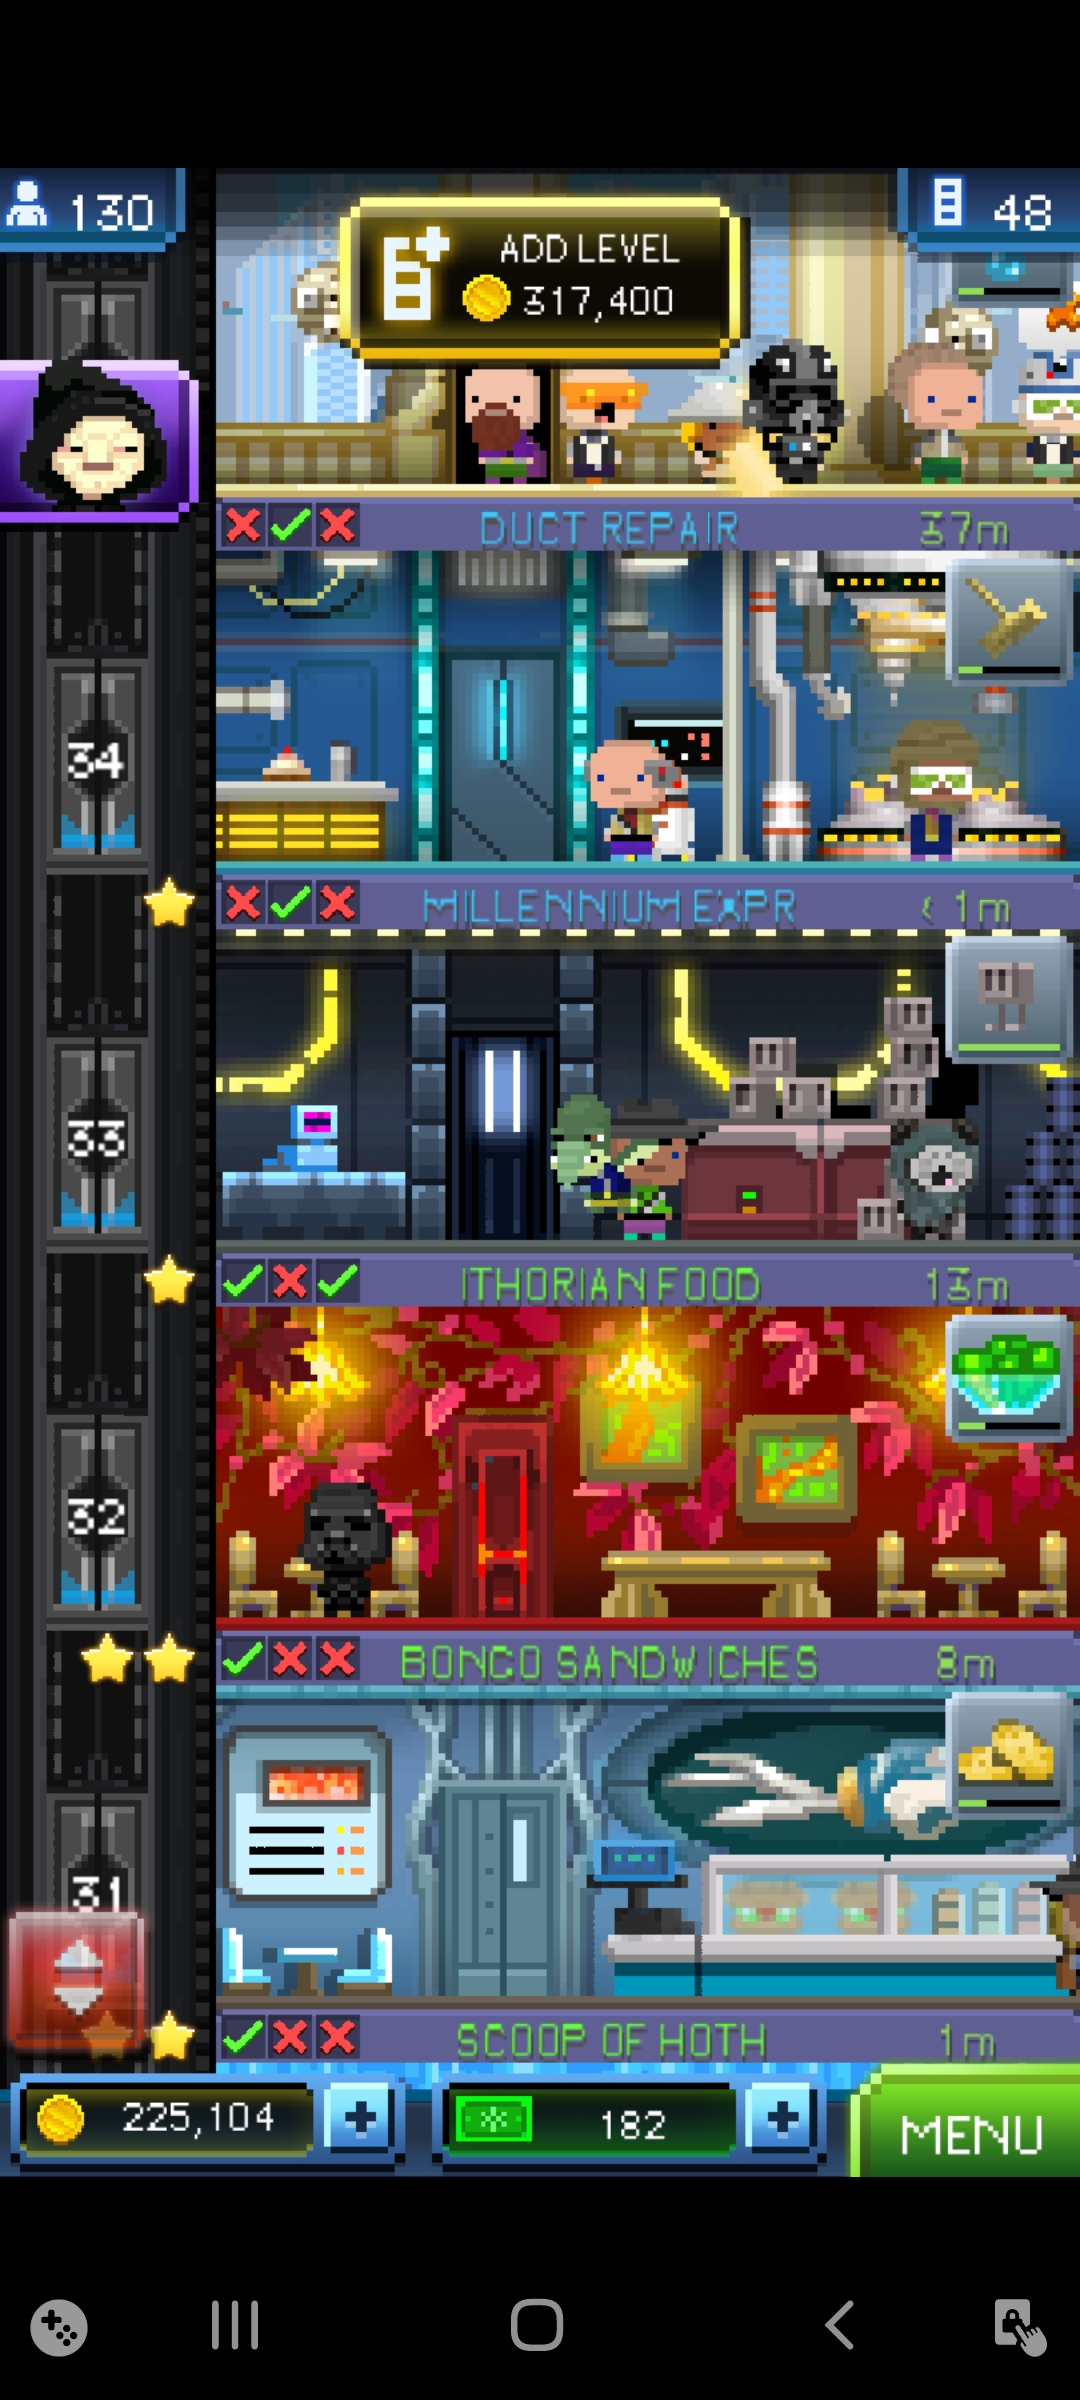 130
48
ADD LEVEL
317,400
DUCT REPAIR 37m
34
MILLENNIUM EXPR < 1m
33
ITHORIAN FOOD 13m
32
BONGO SANDWICHES 8m
31
SCOOP OF HOTH 1m
225,104 + 182 + MENU